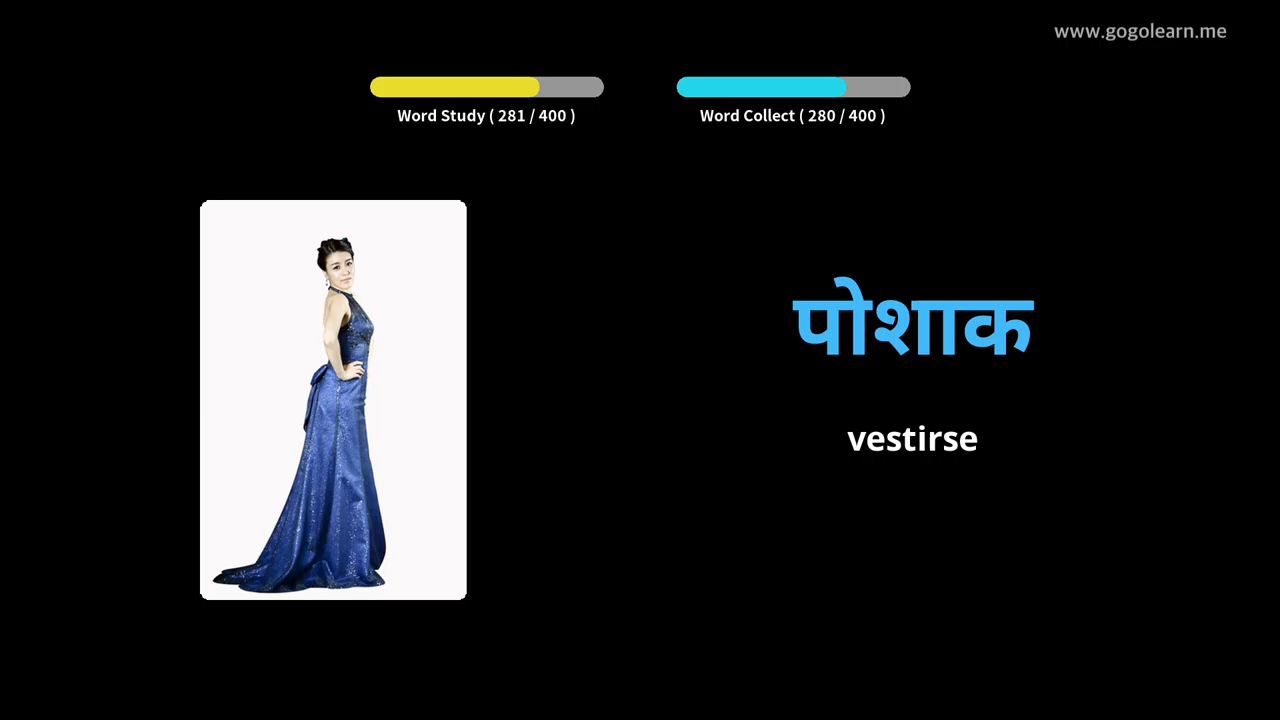 www.gogolearn.me
Word Study ( 281 / 400 )
Word Collect ( 280 / 400 )
पोशाक
vestirse